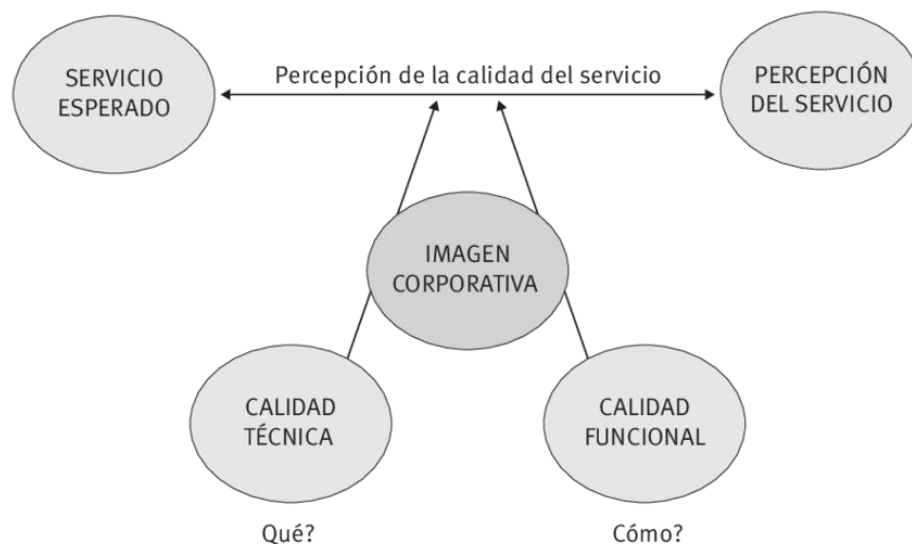 SERVICIO
ESPERADO
Percepción de la calidad del servicio
PERCEPCIÓN
DEL SERVICIO
IMAGEN
CORPORATIVA
CALIDAD
TÉCNICA
CALIDAD
FUNCIONAL
Qué?
Cómo?